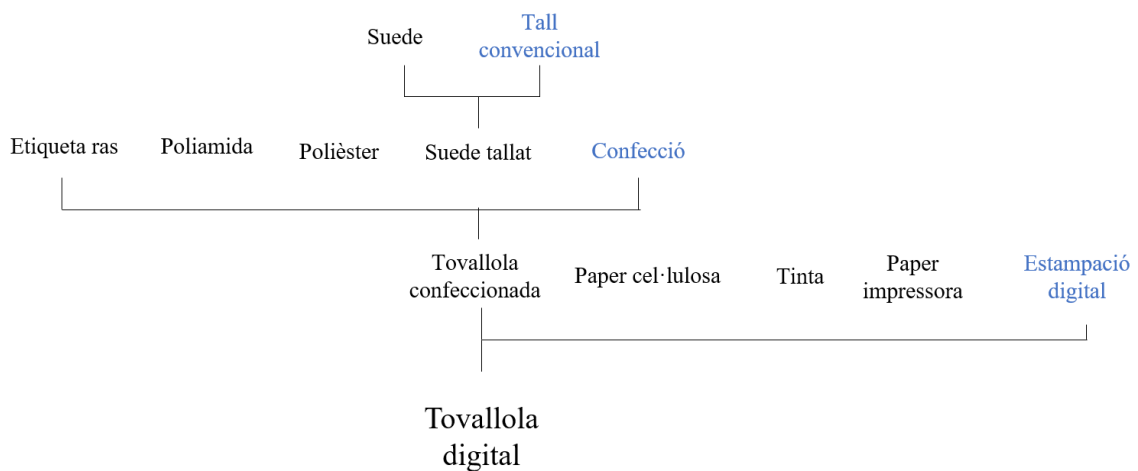 Suede
Tall
convencional
Etiqueta ras
Poliamida
Polièster
Suede tallat
Confecció
Tovallola
confeccionada
Paper cel·lulosa
Tinta
Paper
impressora
Estampació
digital
Tovallola
digital